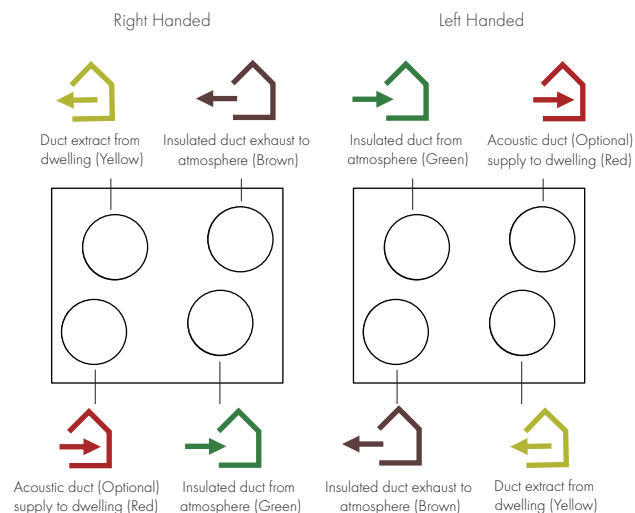 Right Handed
Left Handed
Duct extract from
dwelling (Yellow)
Insulated duct exhaust to
atmosphere (Brown)
Insulated duct from
atmosphere (Green)
Acoustic duct (Optional)
supply to dwelling (Red)
Acoustic duct (Optional)
supply to dwelling (Red)
Insulated duct from
atmosphere (Green)
Insulated duct exhaust to
atmosphere (Brown)
Duct extract from
dwelling (Yellow)